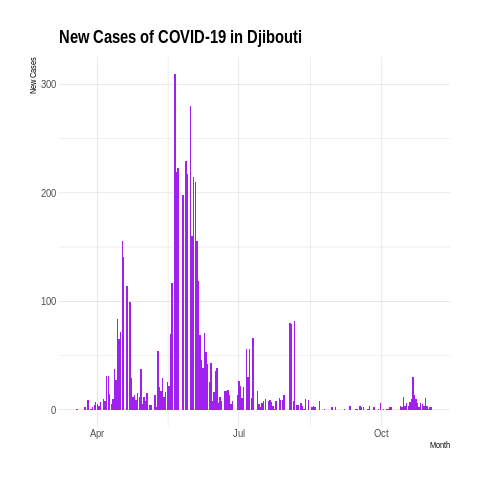 New Cases of COVID-19 in Djibouti
New Cases
300
200
100
0
Apr Jul Oct
Month